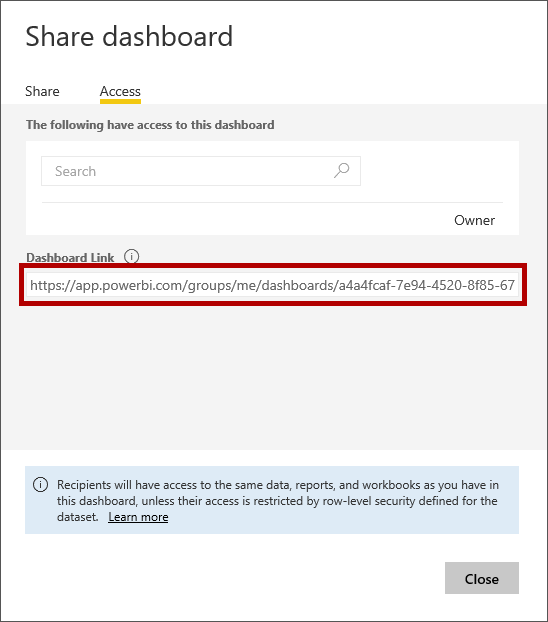 Share dashboard
Share Access
The following have access to this dashboard
Search
Owner
Dashboard Link
https://app.powerbi.com/groups/me/dashboards/a4a4fcaf-7e94-4520-8f85-67
Recipients will have access to the same data, reports, and workbooks as you have in
this dashboard, unless their access is restricted by row-level security defined for the
dataset. Learn more
Close